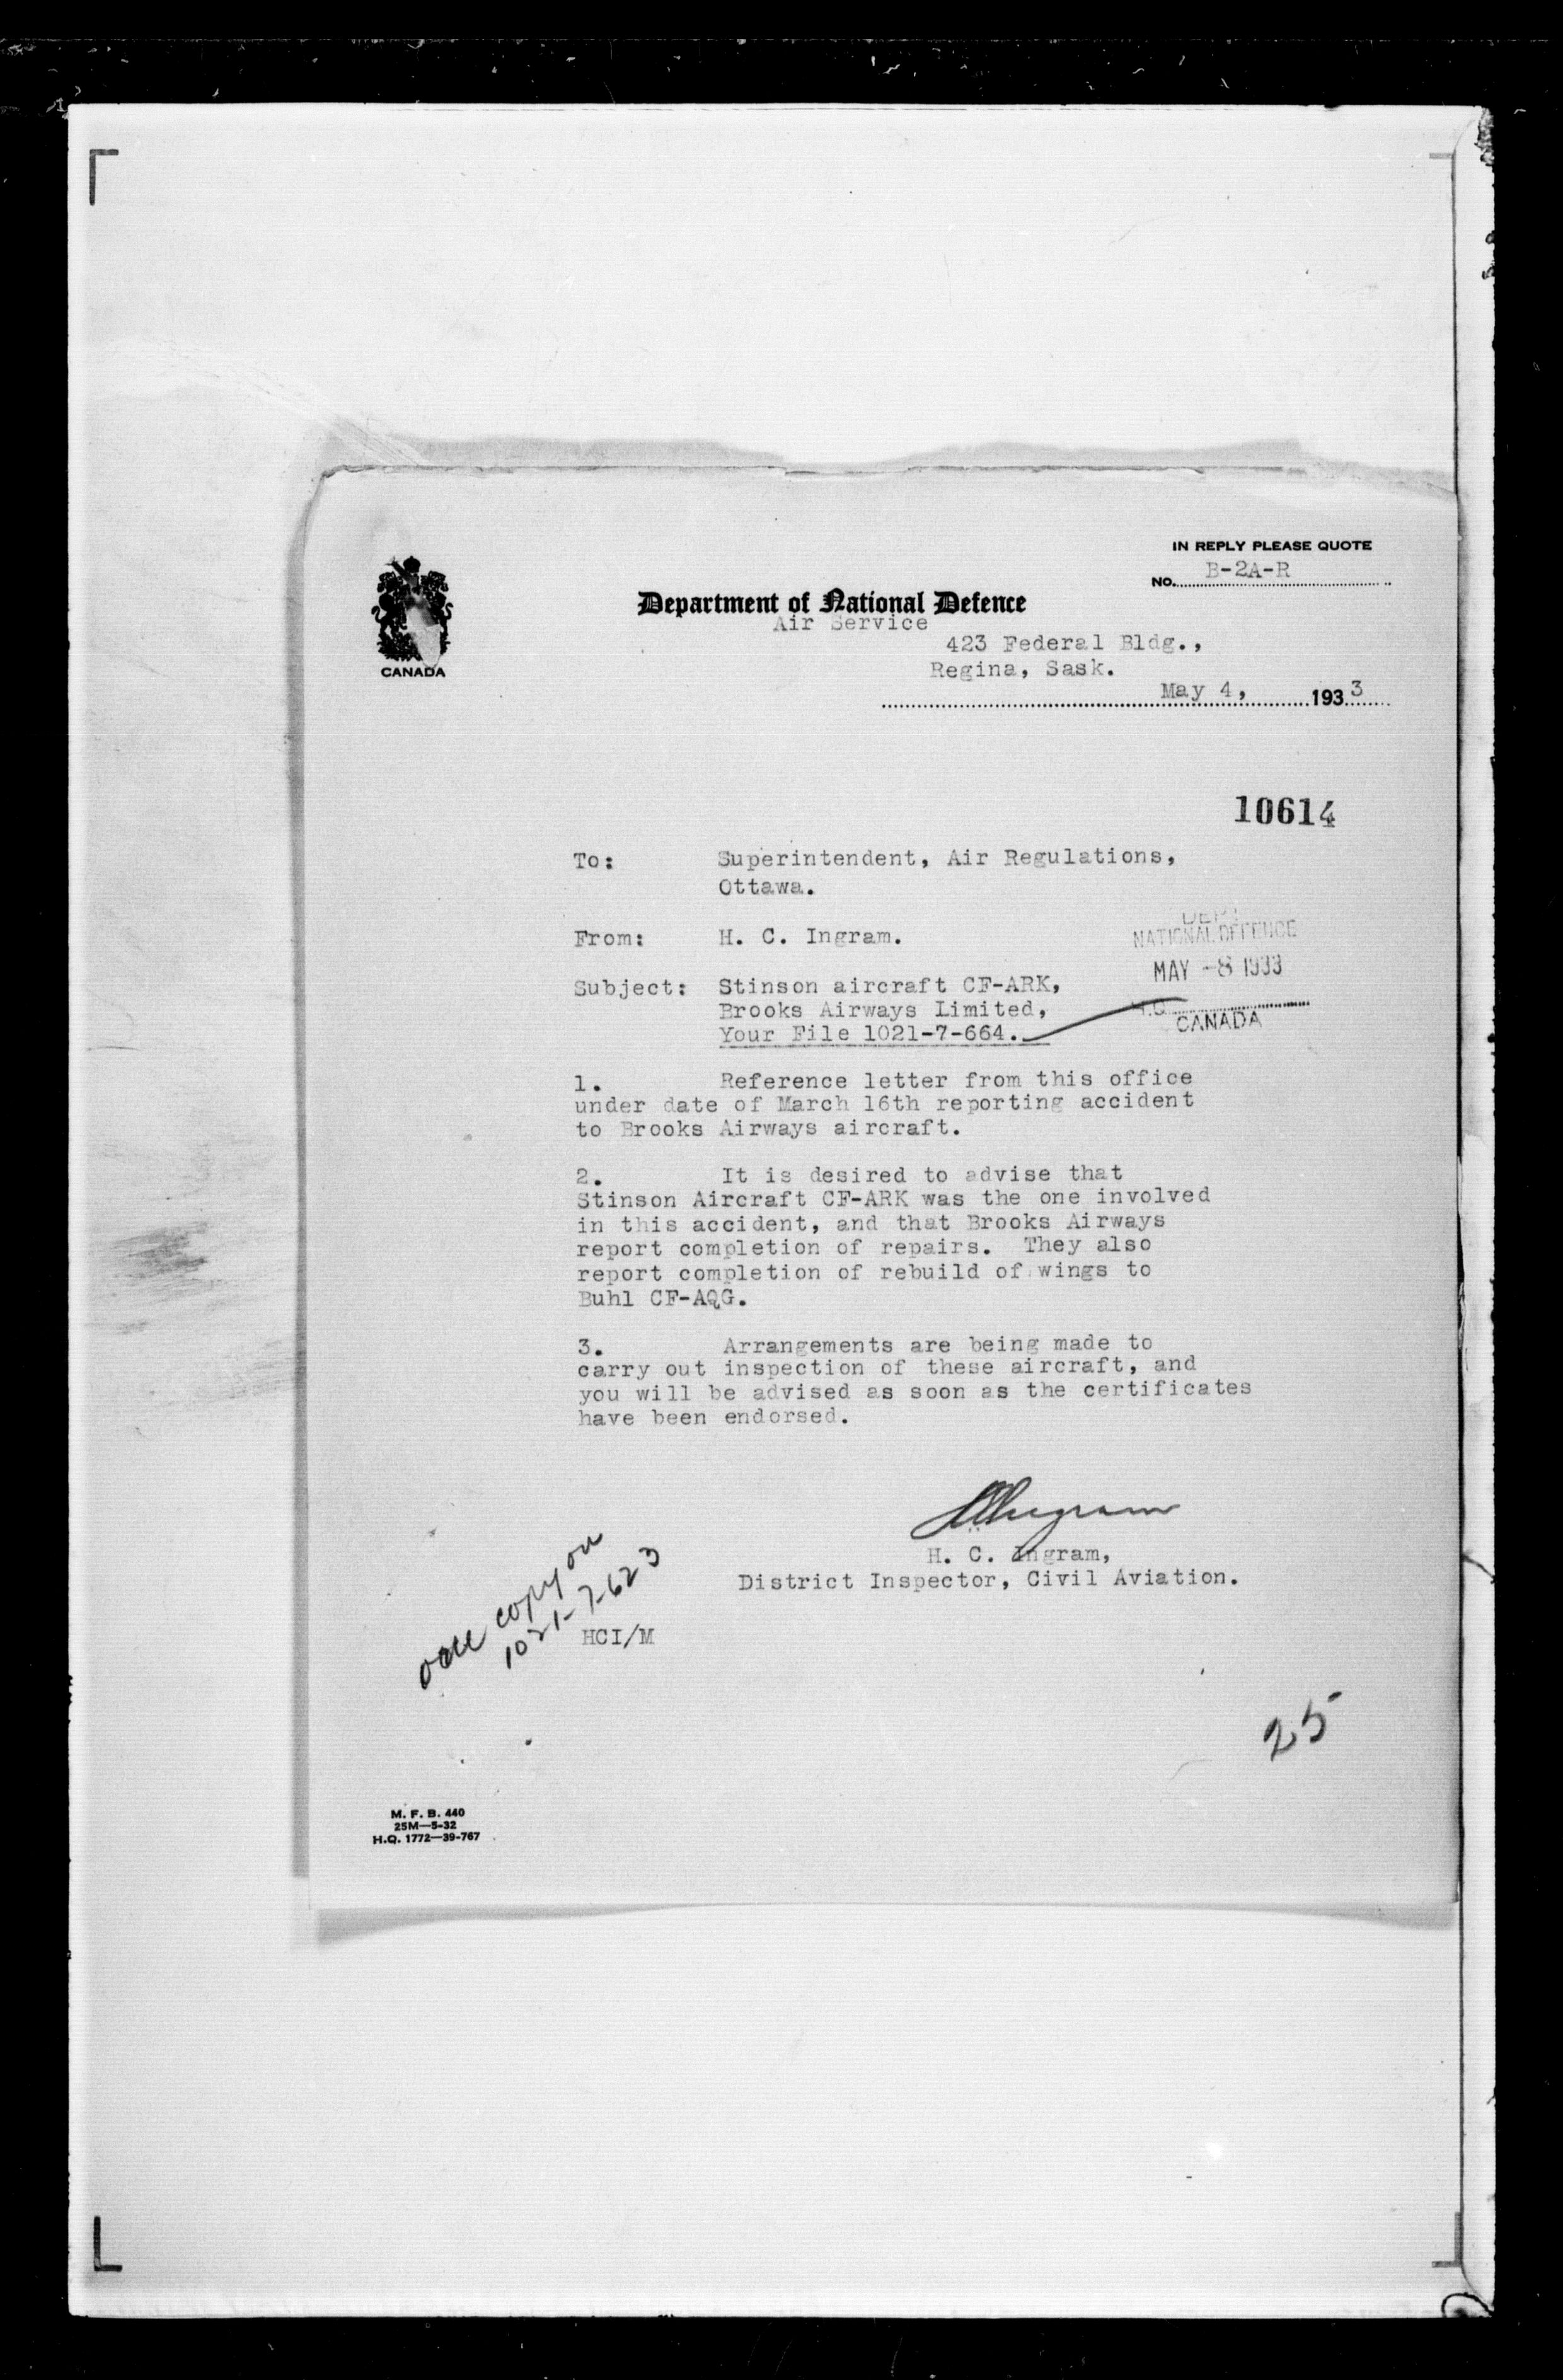 IN REPLY PLEASE QUOTE
NO. B-2A-R
CANADA
Department of National Defence
Air Service
423 Federal Bldg.,
Regina, Sask.
May 4, 1933
10614
To: Superintendent, Air Regulations,
Ottawa.
From: H. C. Ingram.
DEPT
NATIONAL DEFENCE
MAY -8 1933
CANADA
Subject: Stinson aircraft CF-ARK,
Brooks Airways Limited,
Your File 1021-7-664.
1. Reference letter from this office
under date of March 16th reporting accident
to Brooks Airways aircraft.
2. It is desired to advise that
Stinson Aircraft CF-ARK was the one involved
in this accident, and that Brooks Airways
report completion of repairs. They also
report completion of rebuild of wings to
Buhl CF-AQG.
3. Arrangements are being made to
carry out inspection of these aircraft, and
you will be advised as soon as the certificates
have been endorsed.
HCIngram
H. C. Ingram,
District Inspector, Civil Aviation.
one copy on
1021-7-623
HCI/M
25
M. F. B. 440
25M—5-32
H.Q. 1772—39-767